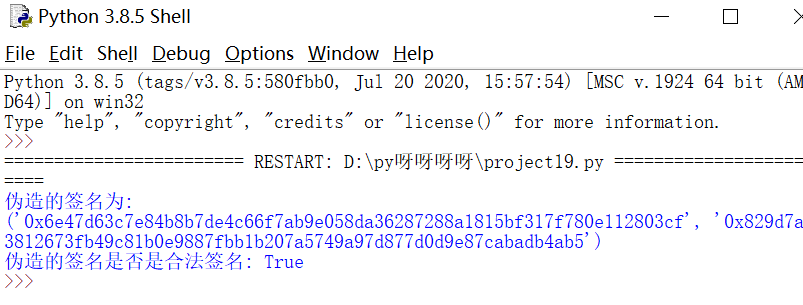 Python 3.8.5 Shell
File Edit Shell Debug Options Window Help
Python 3.8.5 (tags/v3.8.5:580fbb0, Jul 20 2020, 15:57:54) [MSC v.1924 64 bit (AM
D64)] on win32
Type "help", "copyright", "credits" or "license()" for more information.
>>>
======================== RESTART: D:\py呀呀呀呀\project19.py =======================
====
伪造的签名为:
('0x6e47d63c7e84b8b7de4c66f7ab9e058da36287288a1815bf317f780e112803cf', '0x829d7a
3812673fb49c81b0e9887fbb1b207a5749a97d877d0d9e87cabadb4ab5')
伪造的签名是否是合法签名: True
>>>